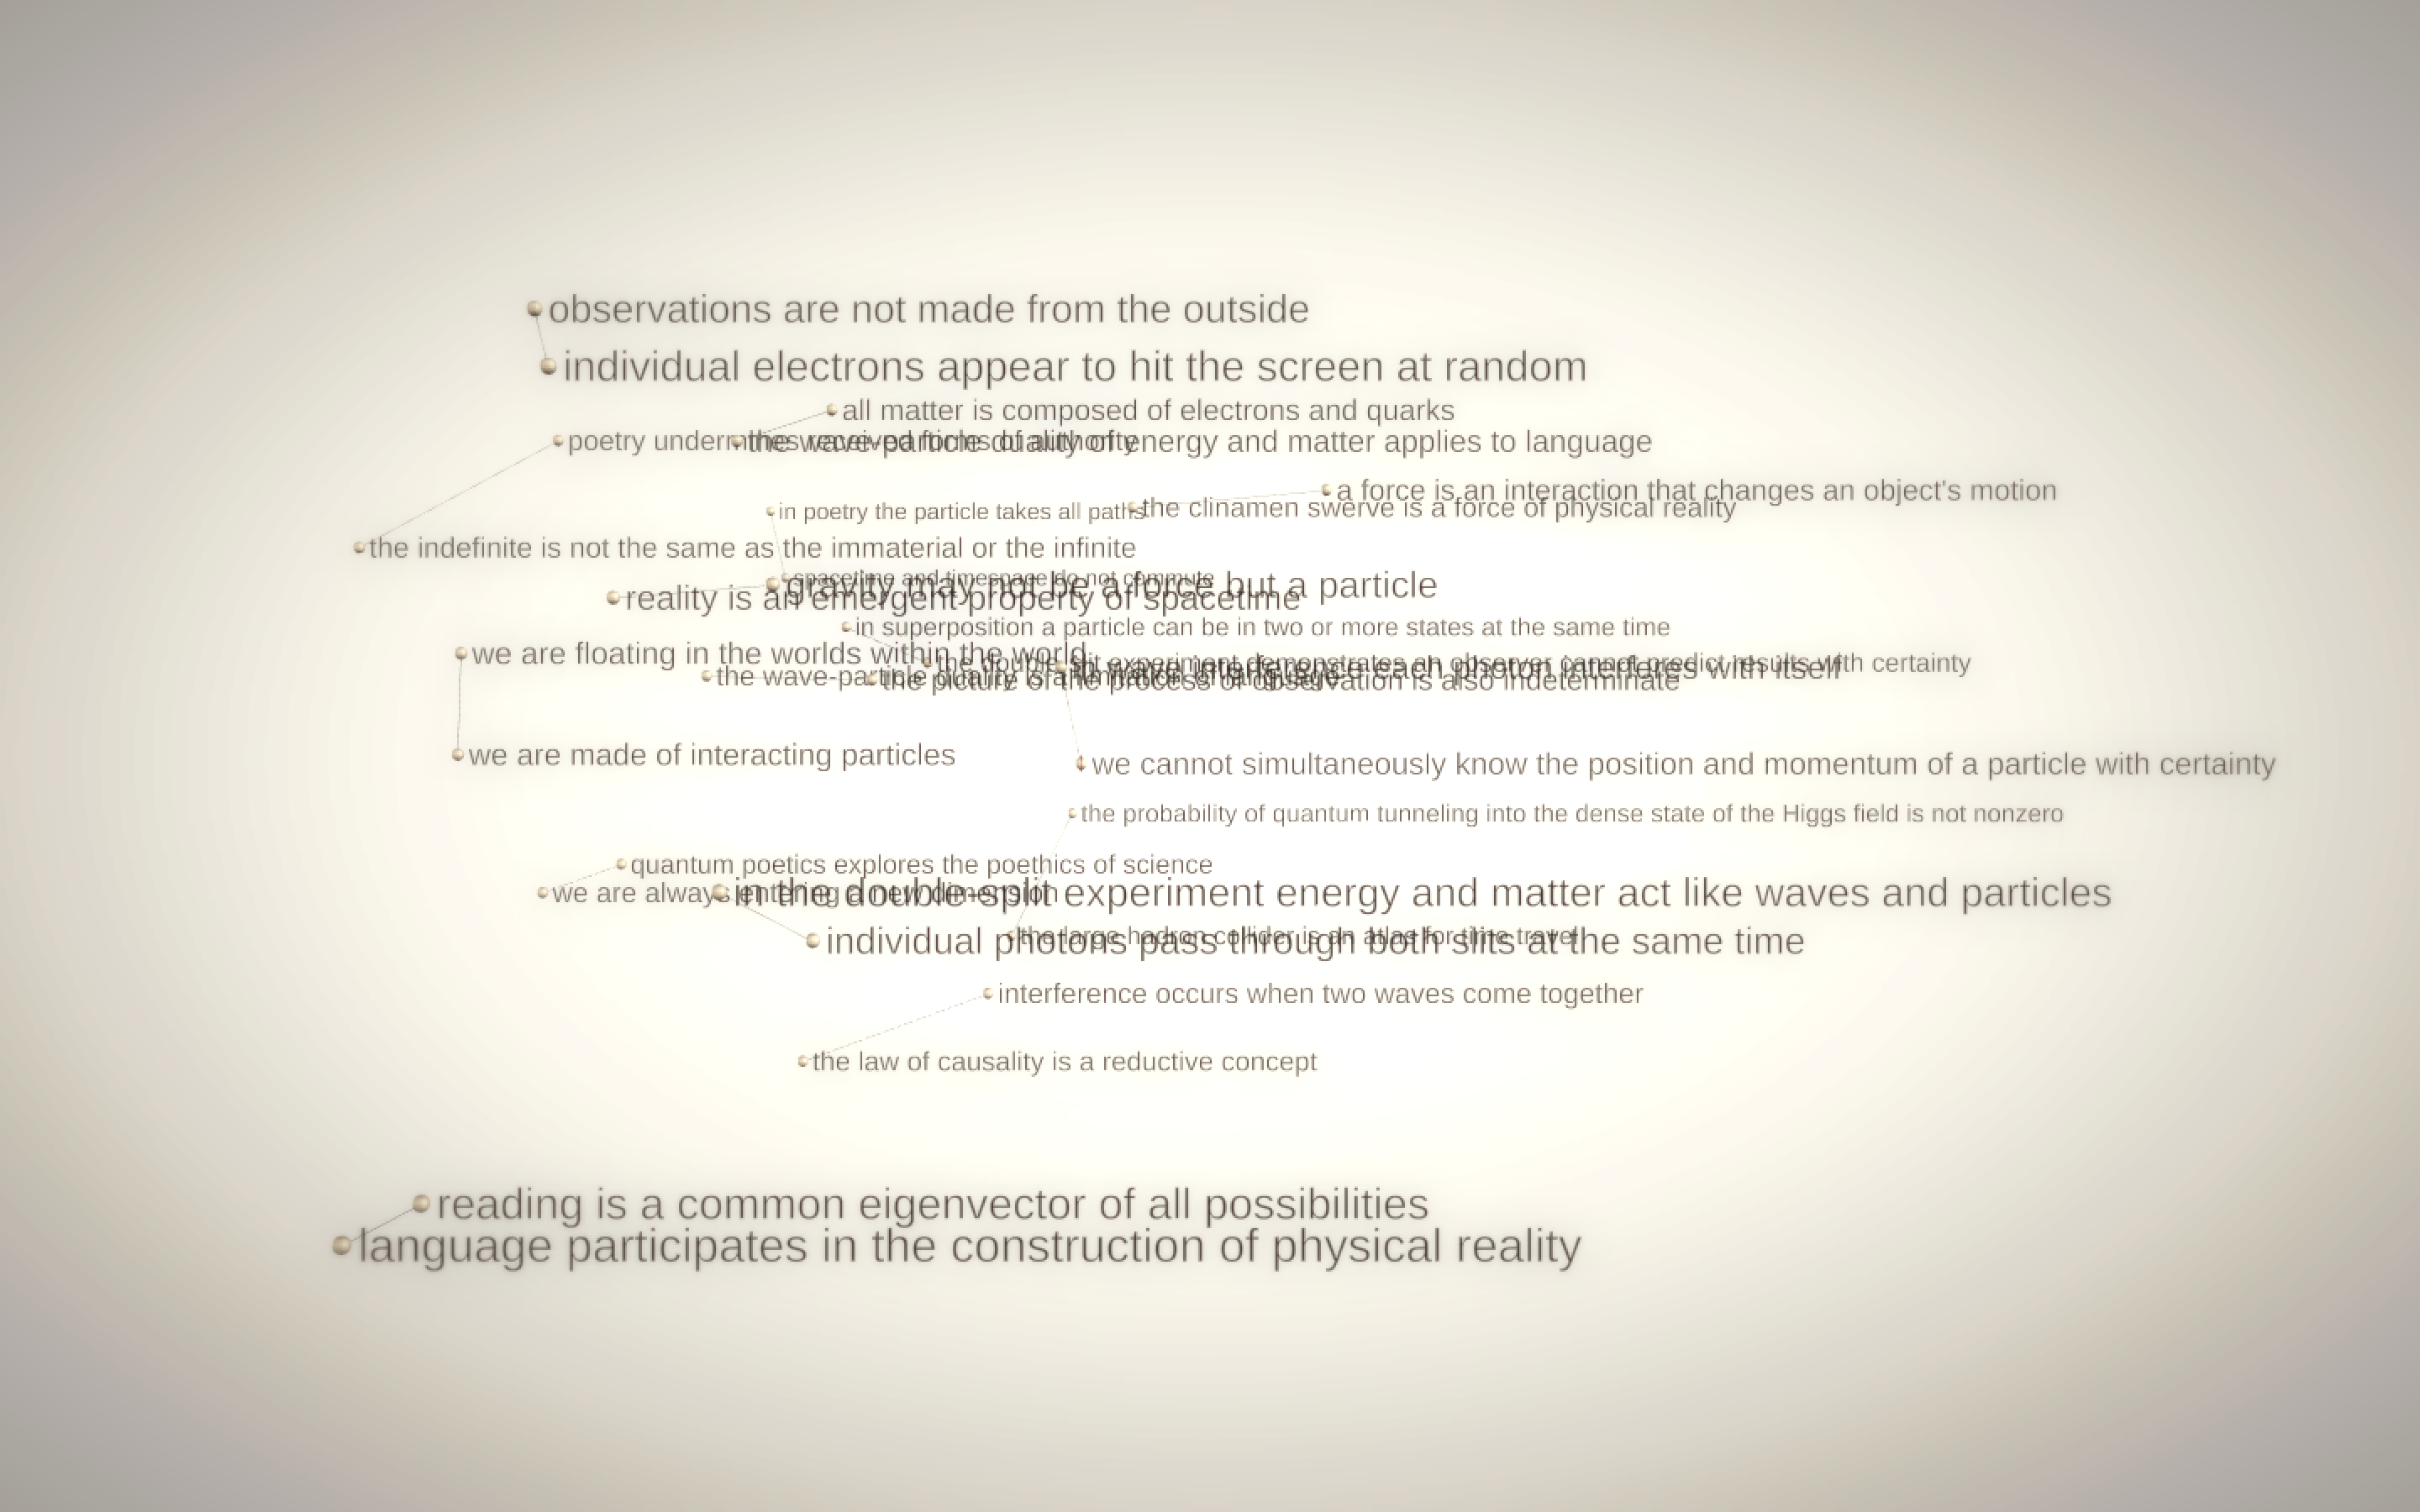 observations are not made from the outside
individual electrons appear to hit the screen at random
all matter is composed of electrons and quarks
poetry undermines received forms of authority
the wave-particle duality of energy and matter applies to language
a force is an interaction that changes an object's motion
the clinamen swerve is a force of physical reality
in poetry the particle takes all paths
the indefinite is not the same as the immaterial or the infinite
spacetime and timespace do not commute
gravity may not be a force but a particle
reality is an emergent property of spacetime
in superposition a particle can be in two or more states at the same time
we are floating in the worlds within the world
the double-slit experiment demonstrates an observer cannot predict results with certainty
in wave interference each photon interferes with itself
the wave-particle duality is a limitation of language
the picture of the process of observation is also indeterminate
we are made of interacting particles
we cannot simultaneously know the position and momentum of a particle with certainty
the probability of quantum tunneling into the dense state of the Higgs field is not nonzero
quantum poetics explores the poethics of science
we are always entering a new dimension
in the double-split experiment energy and matter act like waves and particles
the large hadron collider is an atlas for time travel
individual photons pass through both slits at the same time
interference occurs when two waves come together
the law of causality is a reductive concept
reading is a common eigenvector of all possibilities
language participates in the construction of physical reality